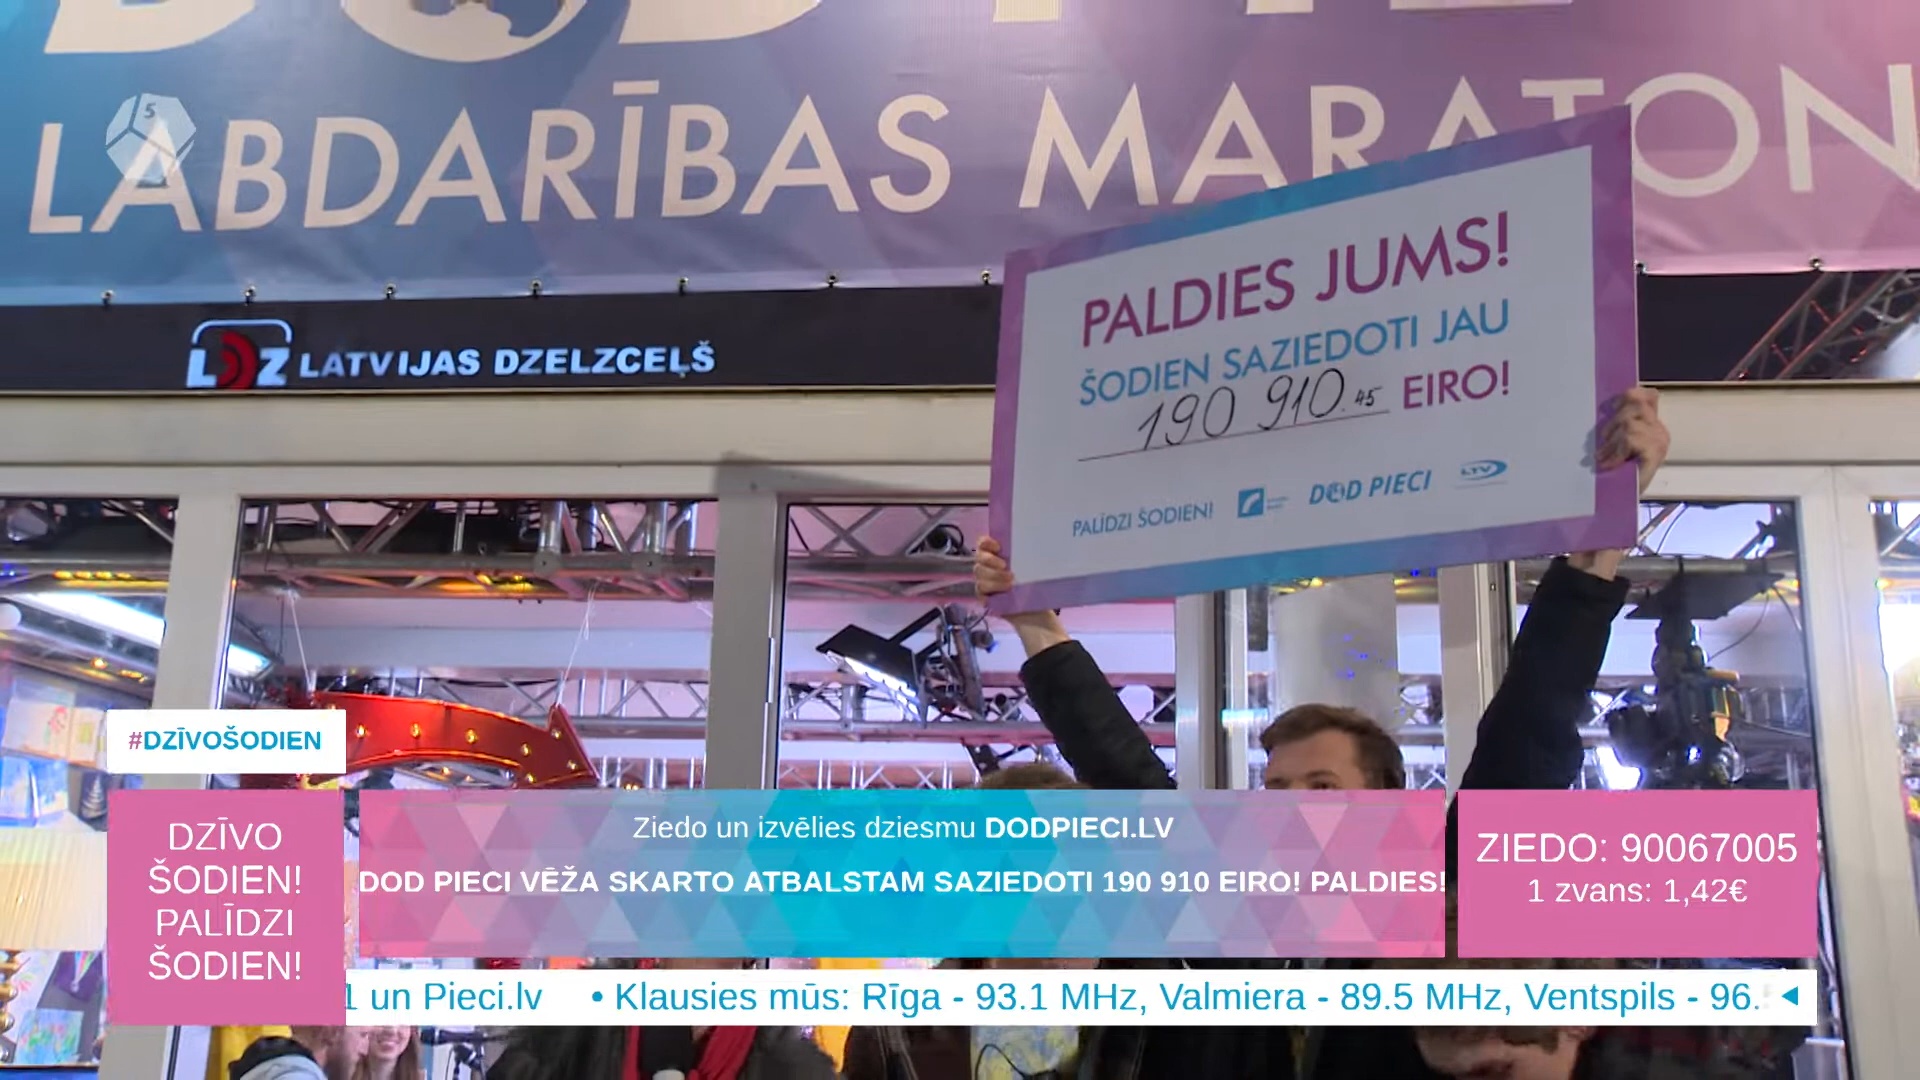 5
LABDARĪBAS MARATON
LDZ LATVIJAS DZELZCEĻŠ
PALDIES JUMS!
ŠODIEN SAZIEDOTI JAU
190 910.45 EIRO!
PALĪDZI ŠODIEN! DOD PIECI LTV
#DZĪVOŠODIEN
DZĪVO
ŠODIEN!
PALĪDZI
ŠODIEN!
Ziedo un izvēlies dziesmu DODPIECI.LV
DOD PIECI VĒŽA SKARTO ATBALSTAM SAZIEDOTI 190 910 EIRO! PALDIES!
ZIEDO: 90067005
1 zvans: 1,42€
1 un Pieci.lv • Klausies mūs: Rīga - 93.1 MHz, Valmiera - 89.5 MHz, Ventspils - 96.